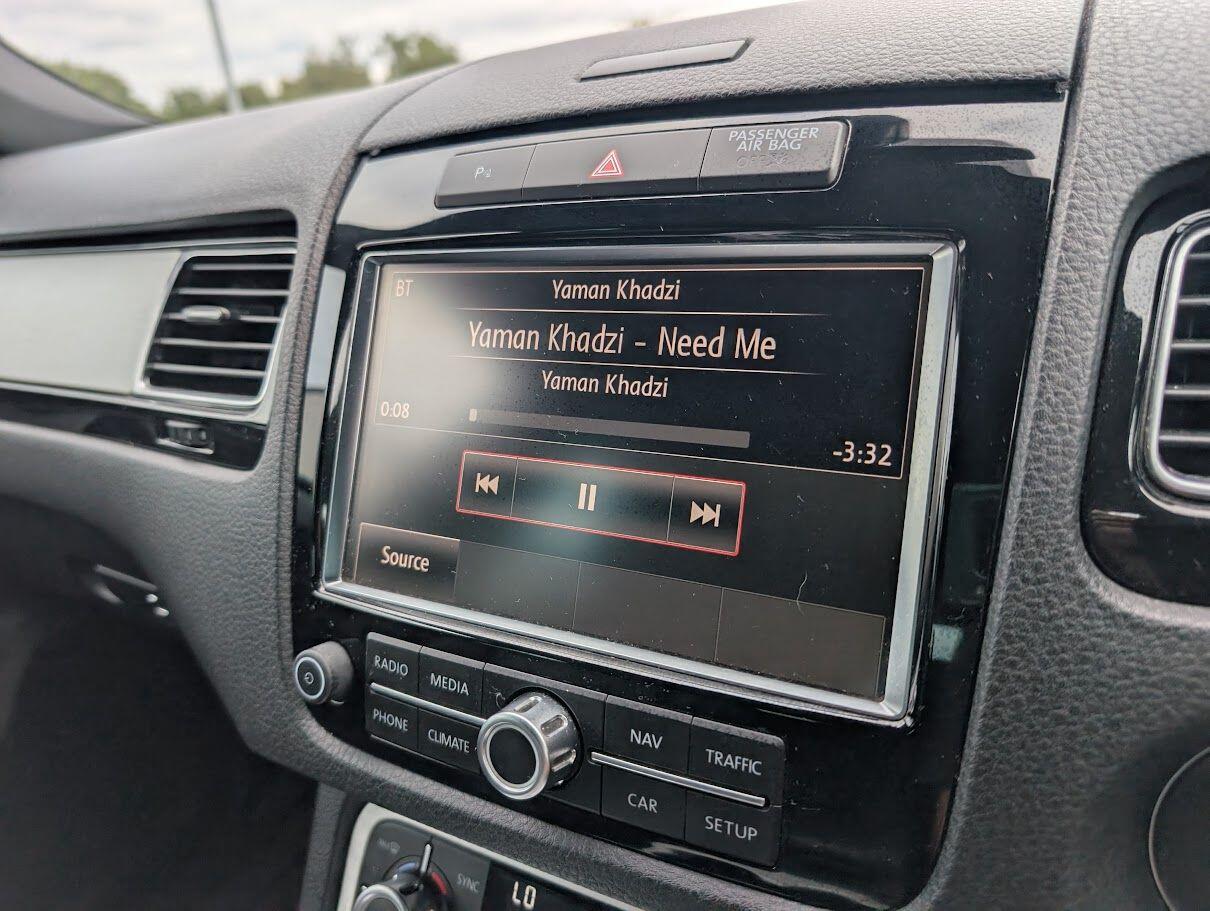 P
PASSENGER
AIR BAG
OFF
BT
Yaman Khadzi
Yaman Khadzi - Need Me
Yaman Khadzi
0:08
-3:32
Source
RADIO
MEDIA
PHONE
CLIMATE
NAV
TRAFFIC
CAR
SETUP
SYNC
LO